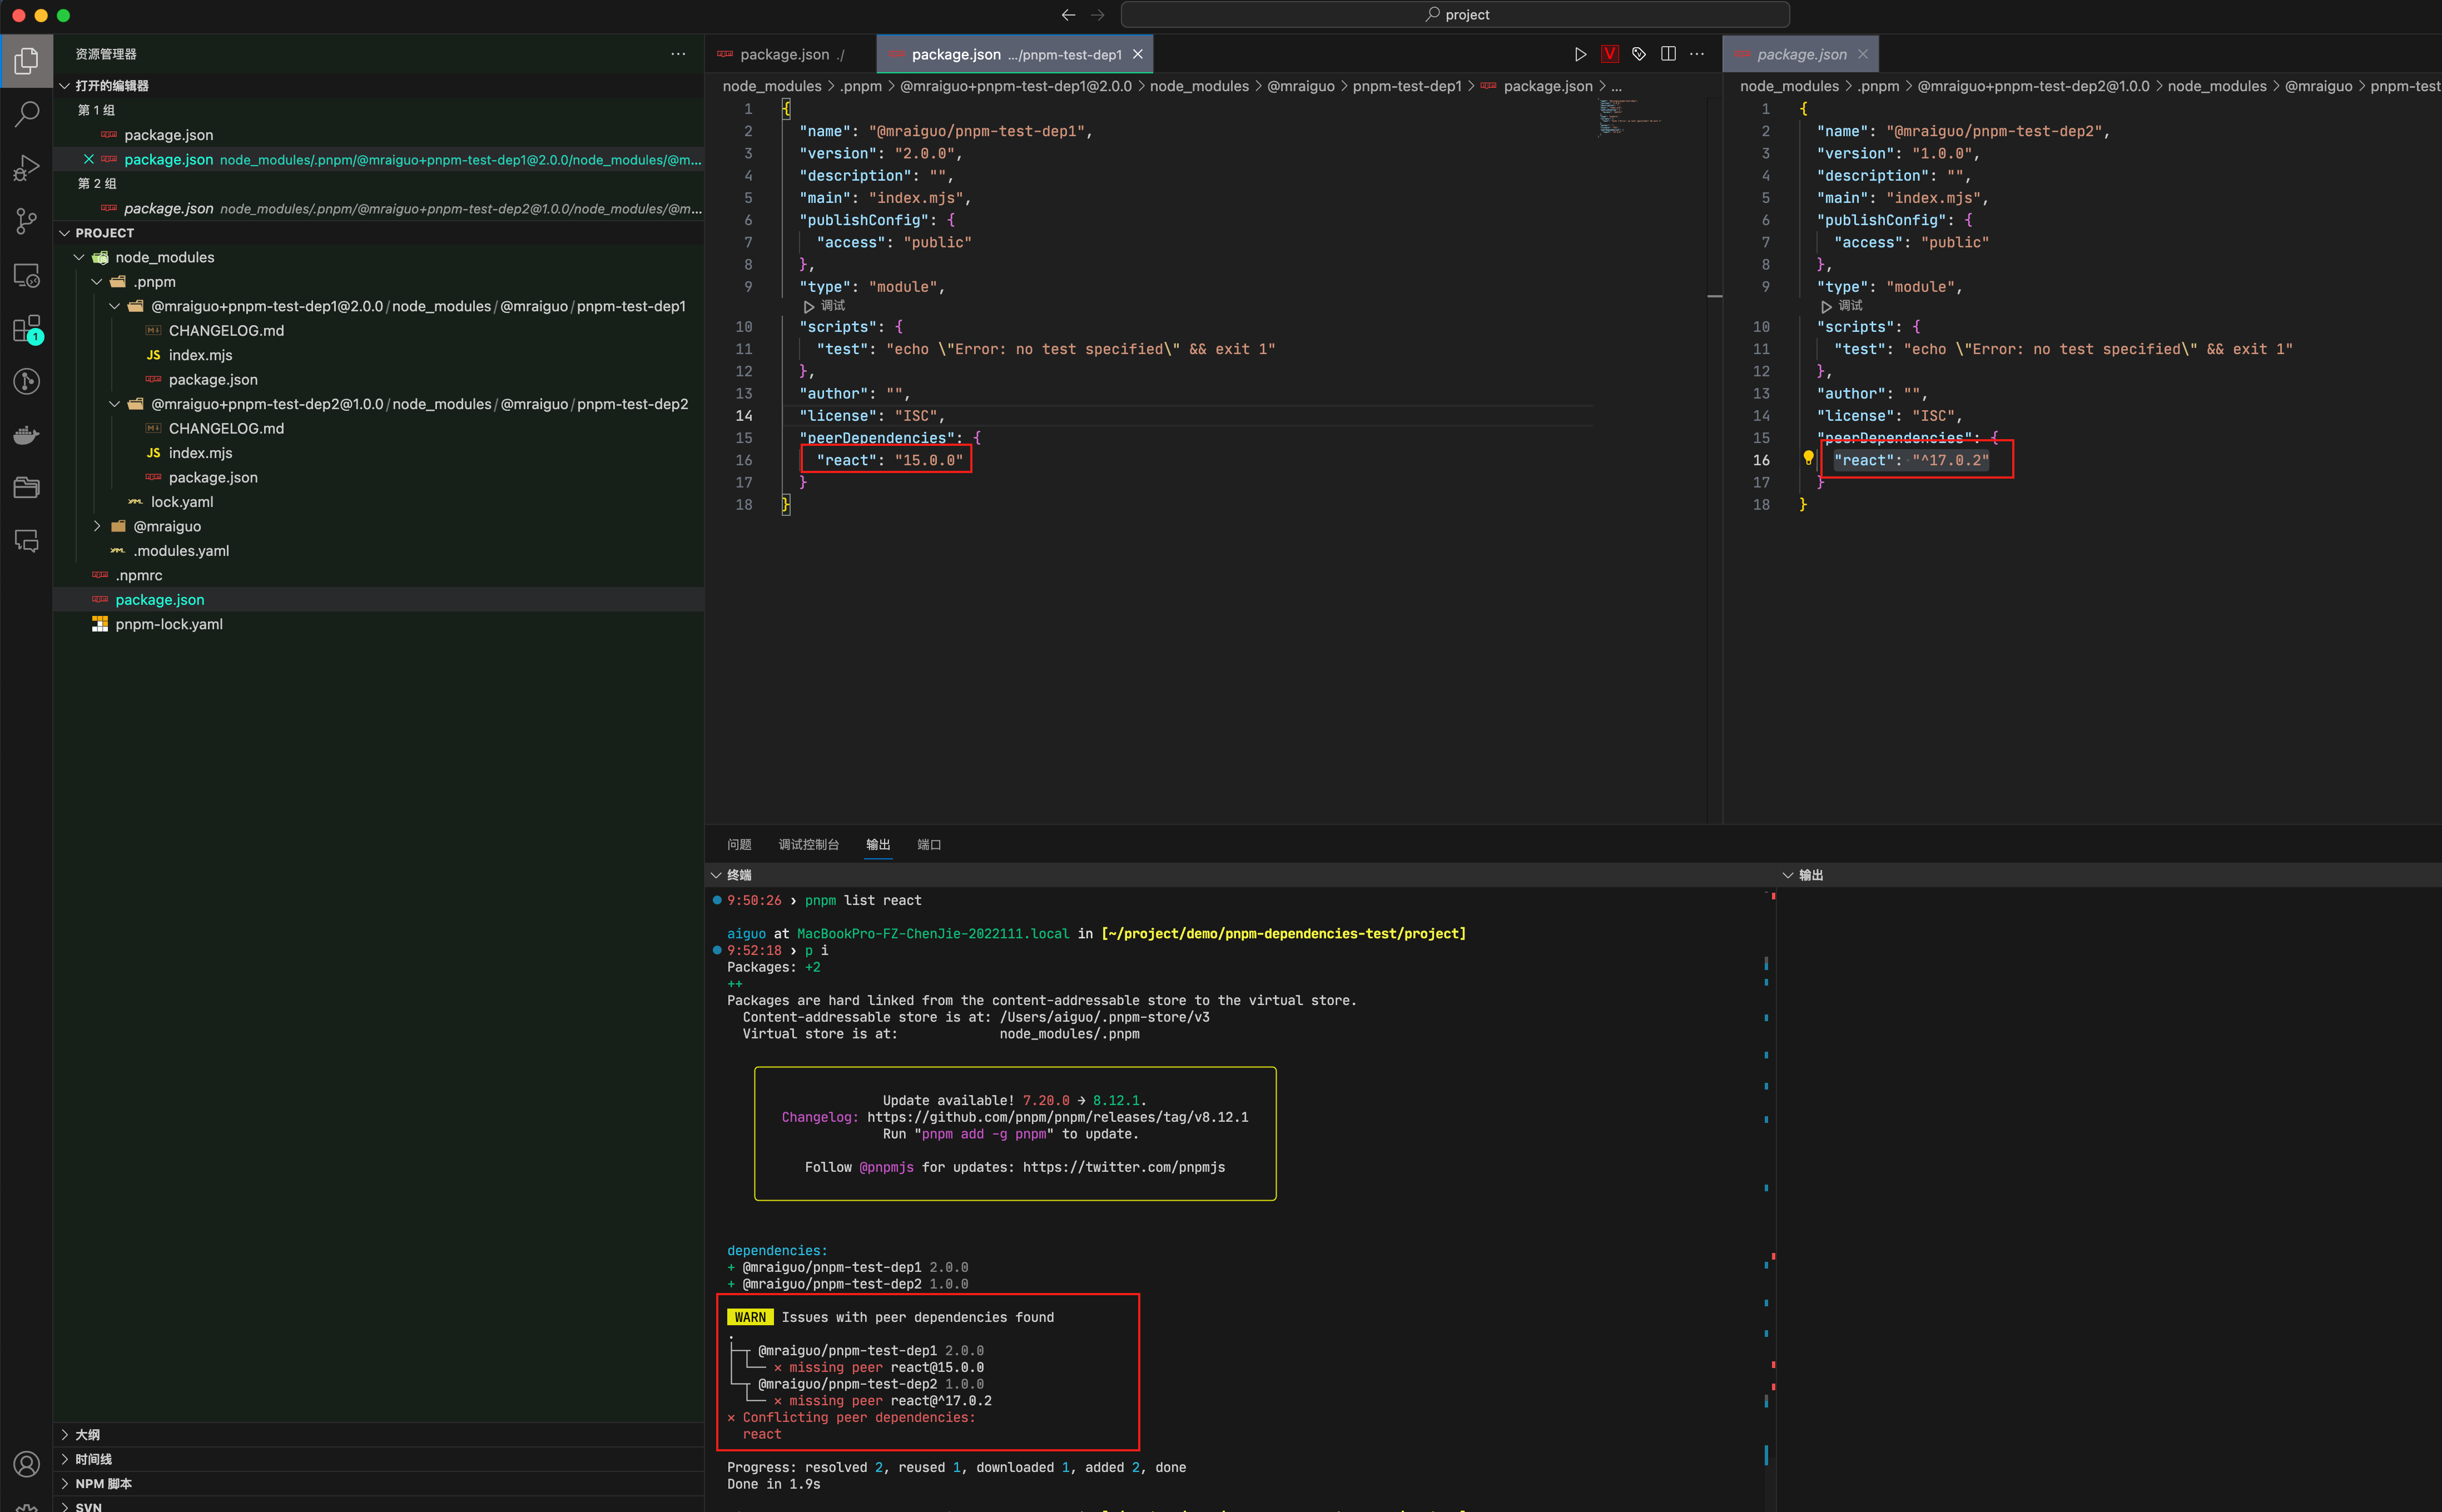 project
资源管理器
打开的编辑器
第 1 组
package.json
package.json node_modules/.pnpm/@mraiguo+pnpm-test-dep1@2.0.0/node_modules/@m...
第 2 组
package.json node_modules/.pnpm/@mraiguo+pnpm-test-dep2@1.0.0/node_modules/@m...
PROJECT
node_modules
.pnpm
@mraiguo+pnpm-test-dep1@2.0.0/node_modules/@mraiguo/pnpm-test-dep1
CHANGELOG.md
JS index.mjs
package.json
@mraiguo+pnpm-test-dep2@1.0.0/node_modules/@mraiguo/pnpm-test-dep2
CHANGELOG.md
JS index.mjs
package.json
lock.yaml
@mraiguo
.modules.yaml
.npmrc
package.json
pnpm-lock.yaml
大纲
时间线
NPM 脚本
SVN
1
package.json ./
package.json .../pnpm-test-dep1
V
node_modules > .pnpm > @mraiguo+pnpm-test-dep1@2.0.0 > node_modules > @mraiguo > pnpm-test-dep1 > package.json > ...
1 {
2 "name": "@mraiguo/pnpm-test-dep1",
3 "version": "2.0.0",
4 "description": "",
5 "main": "index.mjs",
6 "publishConfig": {
7 "access": "public"
8 },
9 "type": "module",
调试
10 "scripts": {
11 "test": "echo \"Error: no test specified\" && exit 1"
12 },
13 "author": "",
14 "license": "ISC",
15 "peerDependencies": {
16 "react": "15.0.0"
17 }
18 }
package.json
node_modules > .pnpm > @mraiguo+pnpm-test-dep2@1.0.0 > node_modules > @mraiguo > pnpm-test
1 {
2 "name": "@mraiguo/pnpm-test-dep2",
3 "version": "1.0.0",
4 "description": "",
5 "main": "index.mjs",
6 "publishConfig": {
7 "access": "public"
8 },
9 "type": "module",
调试
10 "scripts": {
11 "test": "echo \"Error: no test specified\" && exit 1"
12 },
13 "author": "",
14 "license": "ISC",
15 "peerDependencies": {
16 "react": "^17.0.2"
17 }
18 }
问题 调试控制台 输出 端口
终端
9:50:26 › pnpm list react
aiguo at MacBookPro-FZ-ChenJie-2022111.local in [~/project/demo/pnpm-dependencies-test/project]
9:52:18 › p i
Packages: +2
++
Packages are hard linked from the content-addressable store to the virtual store.
Content-addressable store is at: /Users/aiguo/.pnpm-store/v3
Virtual store is at: node_modules/.pnpm
Update available! 7.20.0 → 8.12.1.
Changelog: https://github.com/pnpm/pnpm/releases/tag/v8.12.1
Run "pnpm add -g pnpm" to update.
Follow @pnpmjs for updates: https://twitter.com/pnpmjs
dependencies:
+ @mraiguo/pnpm-test-dep1 2.0.0
+ @mraiguo/pnpm-test-dep2 1.0.0
WARN Issues with peer dependencies found
.
├─┬ @mraiguo/pnpm-test-dep1 2.0.0
│ └── × missing peer react@15.0.0
└─┬ @mraiguo/pnpm-test-dep2 1.0.0
└── × missing peer react@^17.0.2
× Conflicting peer dependencies:
react
Progress: resolved 2, reused 1, downloaded 1, added 2, done
Done in 1.9s
输出